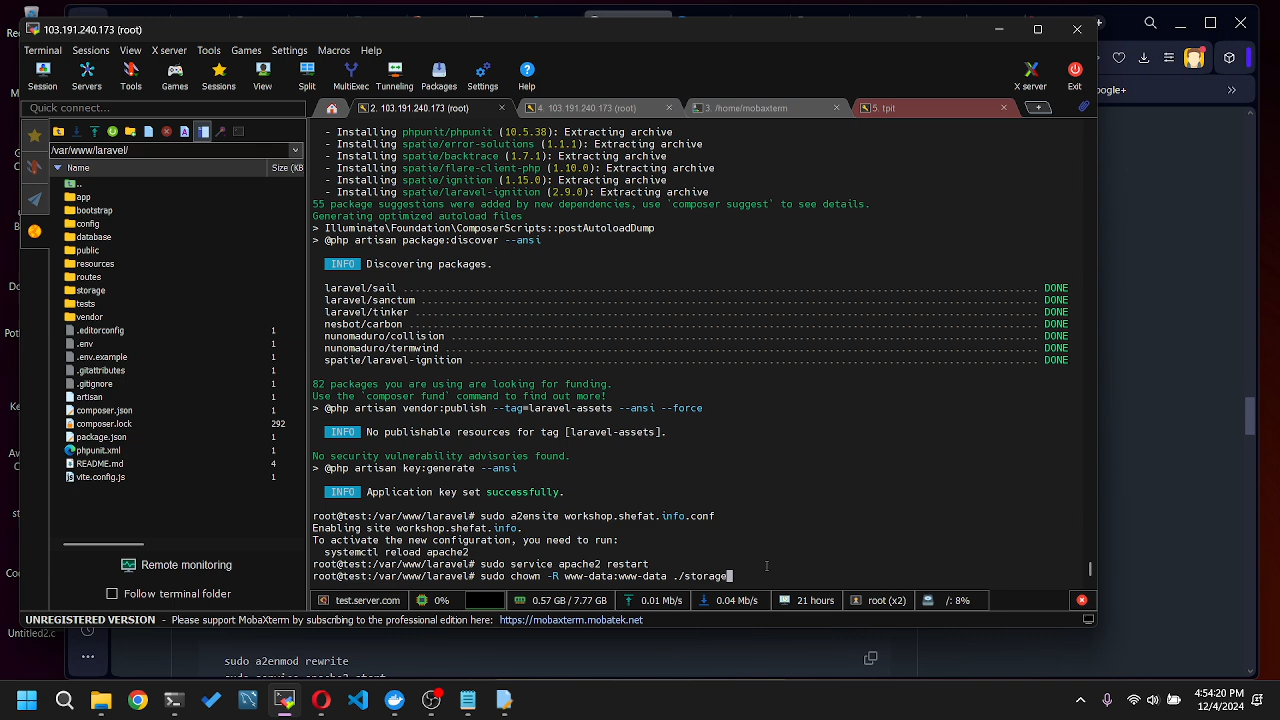 103.191.240.173 (root)
Terminal Sessions View X server Tools Games Settings Macros Help
Session Servers Tools Games Sessions View Split MultiExec Tunneling Packages Settings Help X server Exit
Quick connect...
2. 103.191.240.173 (root) 4. 103.191.240.173 (root) 3. /home/mobaxterm 5. tpit
oogle+
/var/www/laravel/
Name Size (KB
..
app
bootstrap
config
database
public
resources
routes
storage
tests
vendor
.editorconfig 1
.env 1
.env.example 1
.gitattributes 1
.gitignore 1
artisan 1
composer.json 1
composer.lock 292
package.json 1
phpunit.xml 1
README.md 4
vite.config.js 1
Remote monitoring
Follow terminal folder
- Installing phpunit/phpunit (10.5.38): Extracting archive
- Installing spatie/error-solutions (1.1.1): Extracting archive
- Installing spatie/backtrace (1.7.1): Extracting archive
- Installing spatie/flare-client-php (1.10.0): Extracting archive
- Installing spatie/ignition (1.15.0): Extracting archive
- Installing spatie/laravel-ignition (2.9.0): Extracting archive
55 package suggestions were added by new dependencies, use `composer suggest` to see details.
Generating optimized autoload files
> Illuminate\Foundation\ComposerScripts::postAutoloadDump
> @php artisan package:discover --ansi
INFO Discovering packages.
laravel/sail DONE
laravel/sanctum DONE
laravel/tinker DONE
nesbot/carbon DONE
nunomaduro/collision DONE
nunomaduro/termwind DONE
spatie/laravel-ignition DONE
82 packages you are using are looking for funding.
Use the `composer fund` command to find out more!
> @php artisan vendor:publish --tag=laravel-assets --ansi --force
INFO No publishable resources for tag [laravel-assets].
No security vulnerability advisories found.
> @php artisan key:generate --ansi
INFO Application key set successfully.
root@test:/var/www/laravel# sudo a2ensite workshop.shefat.info.conf
Enabling site workshop.shefat.info.
To activate the new configuration, you need to run:
systemctl reload apache2
root@test:/var/www/laravel# sudo service apache2 restart
root@test:/var/www/laravel# sudo chown -R www-data:www-data ./storage
test.server.com 0% 0.57 GB / 7.77 GB 0.01 Mb/s 0.04 Mb/s 21 hours root (x2) /: 8%
UNREGISTERED VERSION - Please support MobaXterm by subscribing to the professional edition here: https://mobaxterm.mobatek.net
Untitled2.c
sudo a2enmod rewrite
sudo service apache2 start
4:54:20 PM
12/4/2024